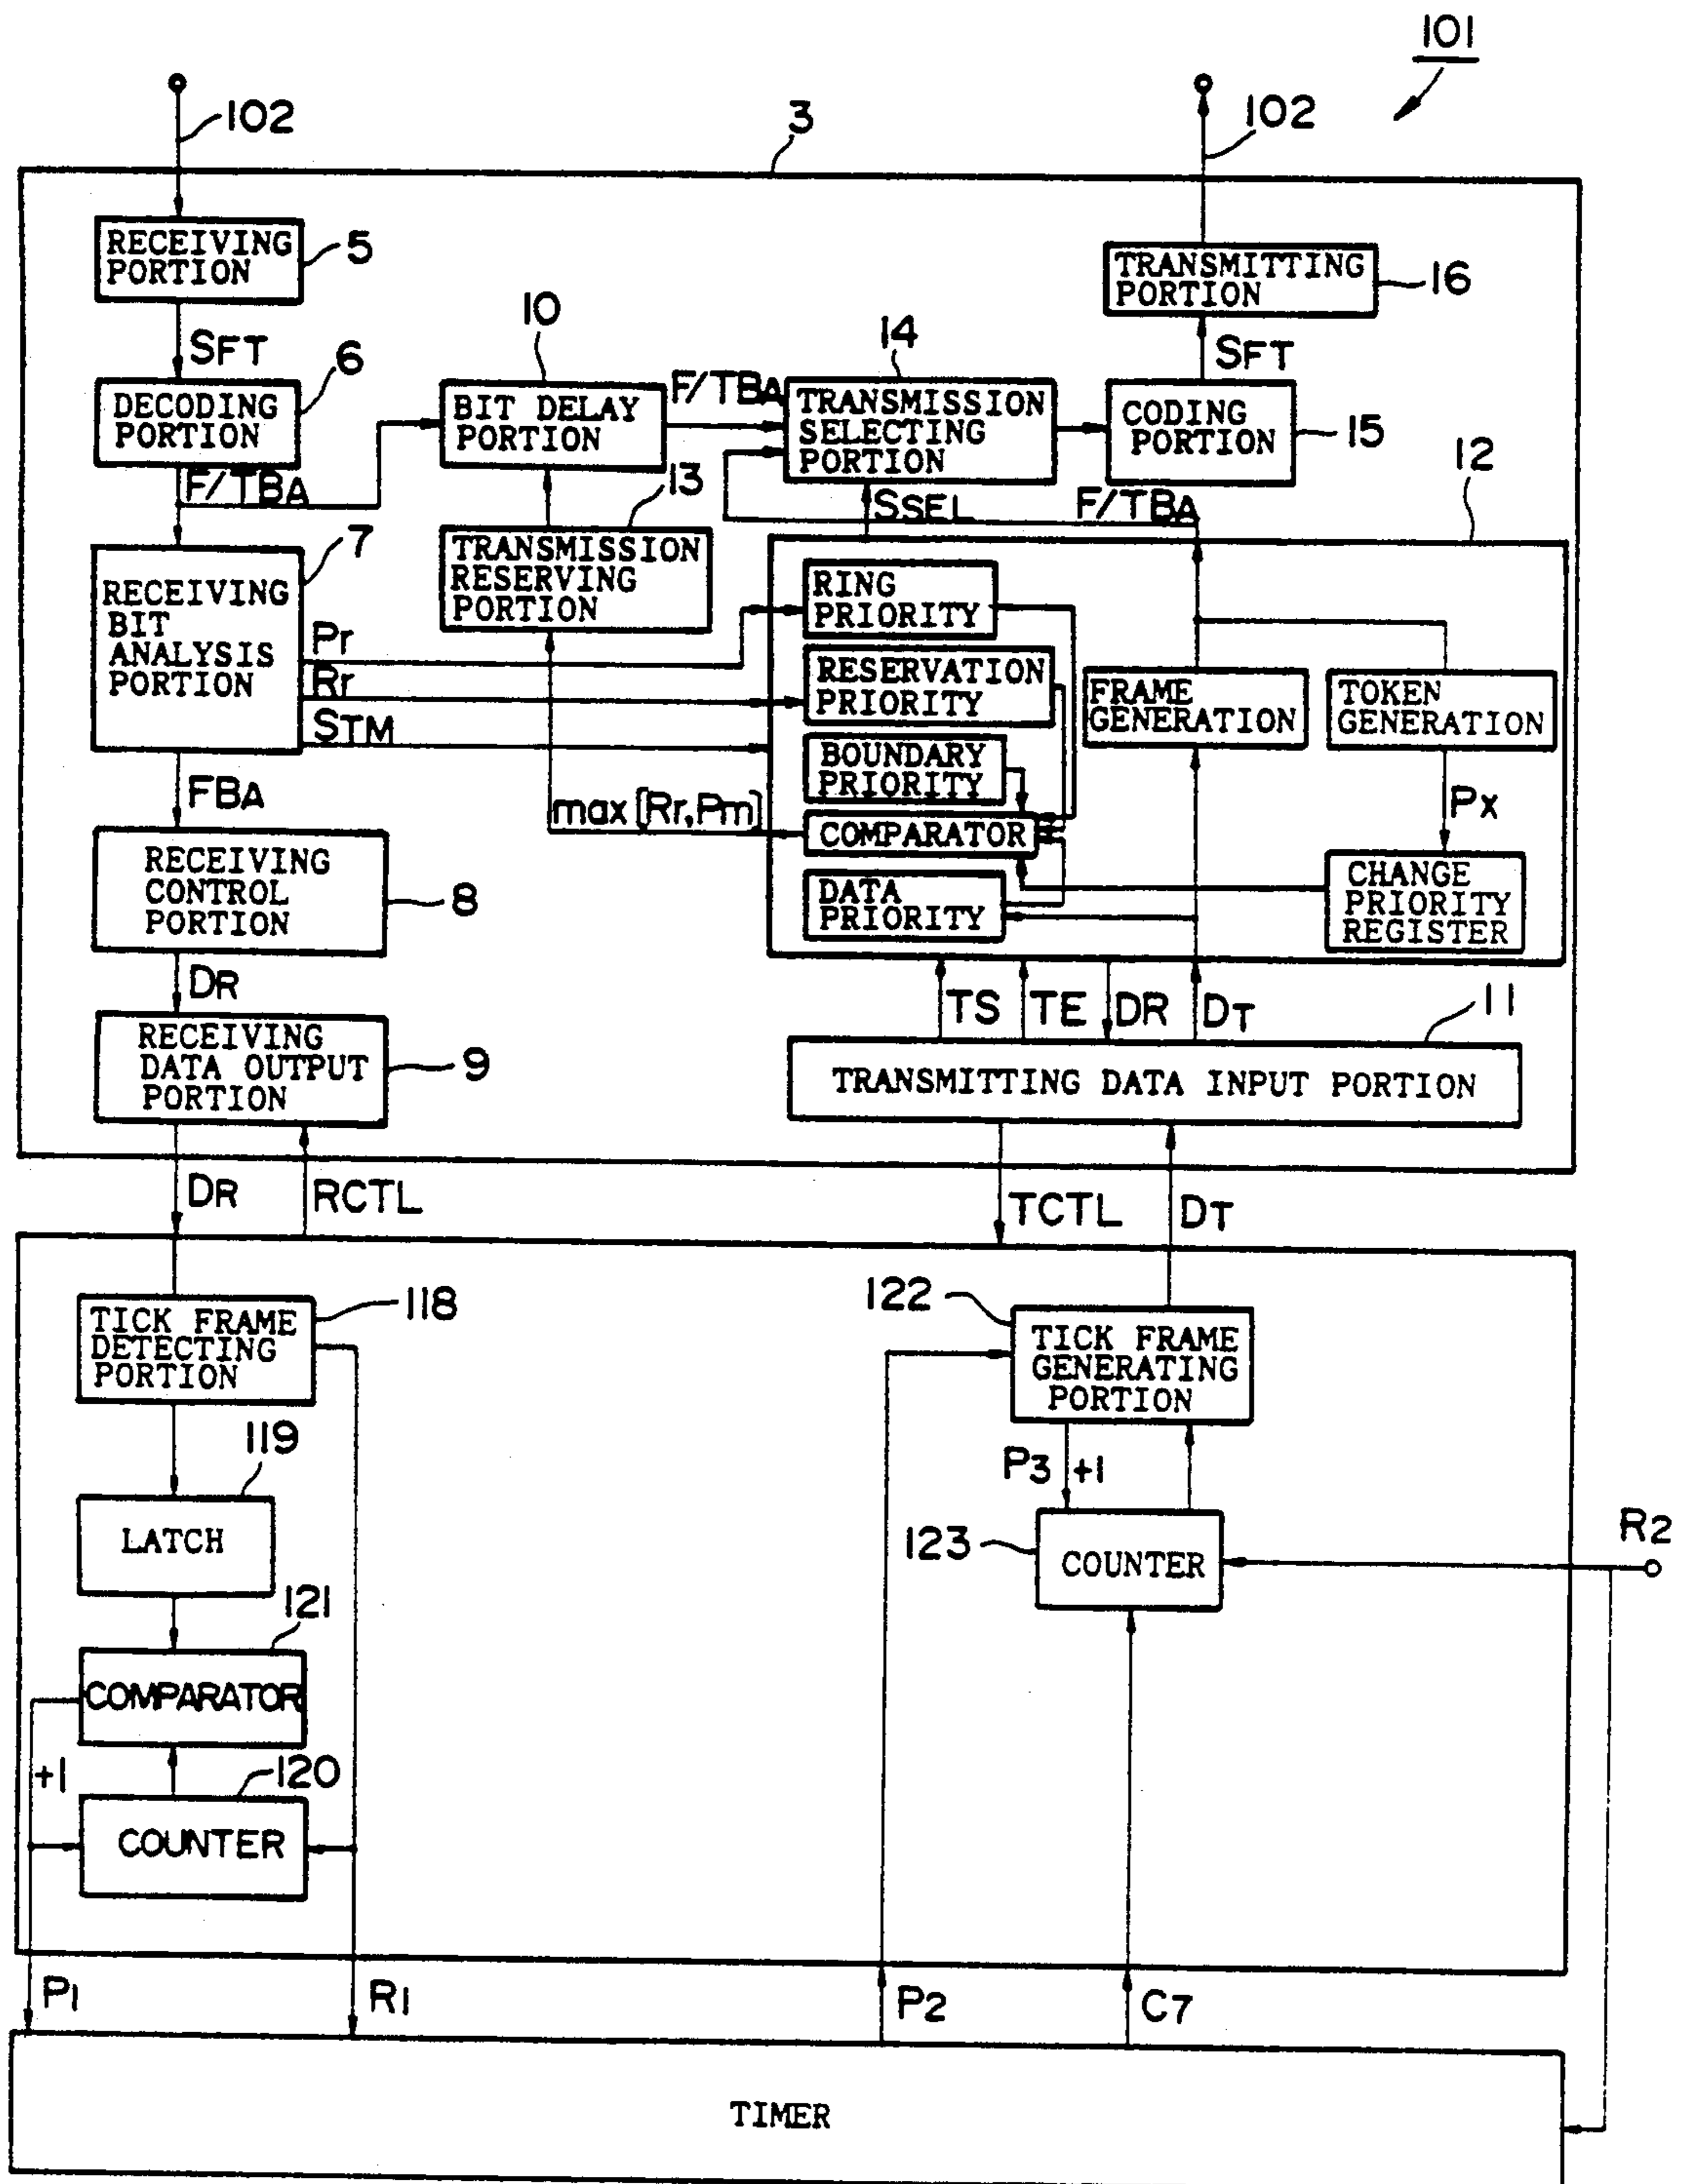 101
102
102
3
RECEIVING
PORTION
5
TRANSMITTING
PORTION
16
SFT
SFT
10
14
6
DECODING
PORTION
BIT DELAY
PORTION
F/TBA
TRANSMISSION
SELECTING
PORTION
CODING
PORTION
15
12
F/TBA
13
SSEL
F/TBA
7
RECEIVING
BIT
ANALYSIS
PORTION
TRANSMISSION
RESERVING
PORTION
RING
PRIORITY
Pr
Rr
STM
RESERVATION
PRIORITY
FRAME
GENERATION
TOKEN
GENERATION
BOUNDARY
PRIORITY
FBA
max[Rr,Pm]
COMPARATOR
PX
RECEIVING
CONTROL
PORTION
8
DATA
PRIORITY
CHANGE
PRIORITY
REGISTER
DR
TS
TE
DR
DT
11
RECEIVING
DATA OUTPUT
PORTION
9
TRANSMITTING DATA INPUT PORTION
DR
RCTL
TCTL
DT
118
TICK FRAME
DETECTING
PORTION
122
TICK FRAME
GENERATING
PORTION
119
P3
+1
LATCH
123
COUNTER
R2
121
COMPARATOR
+1
120
COUNTER
P1
R1
P2
C7
TIMER